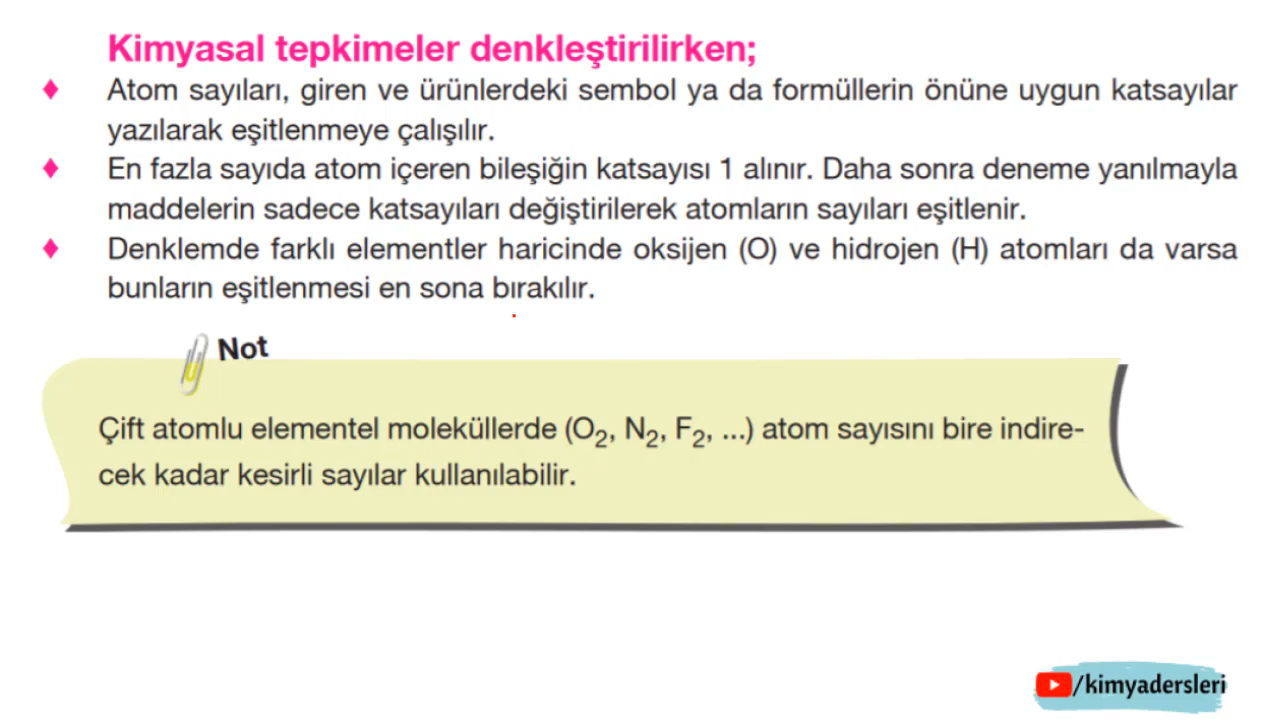 Kimyasal tepkimeler denkleştirilirken;
♦ Atom sayıları, giren ve ürünlerdeki sembol ya da formüllerin önüne uygun katsayılar
yazılarak eşitlenmeye çalışılır.
♦ En fazla sayıda atom içeren bileşiğin katsayısı 1 alınır. Daha sonra deneme yanılmayla
maddelerin sadece katsayıları değiştirilerek atomların sayıları eşitlenir.
♦ Denklemde farklı elementler haricinde oksijen (O) ve hidrojen (H) atomları da varsa
bunların eşitlenmesi en sona bırakılır.
Not
Çift atomlu elementel moleküllerde (O₂, N₂, F₂, ...) atom sayısını bire indire-
cek kadar kesirli sayılar kullanılabilir.
/kimyadersleri